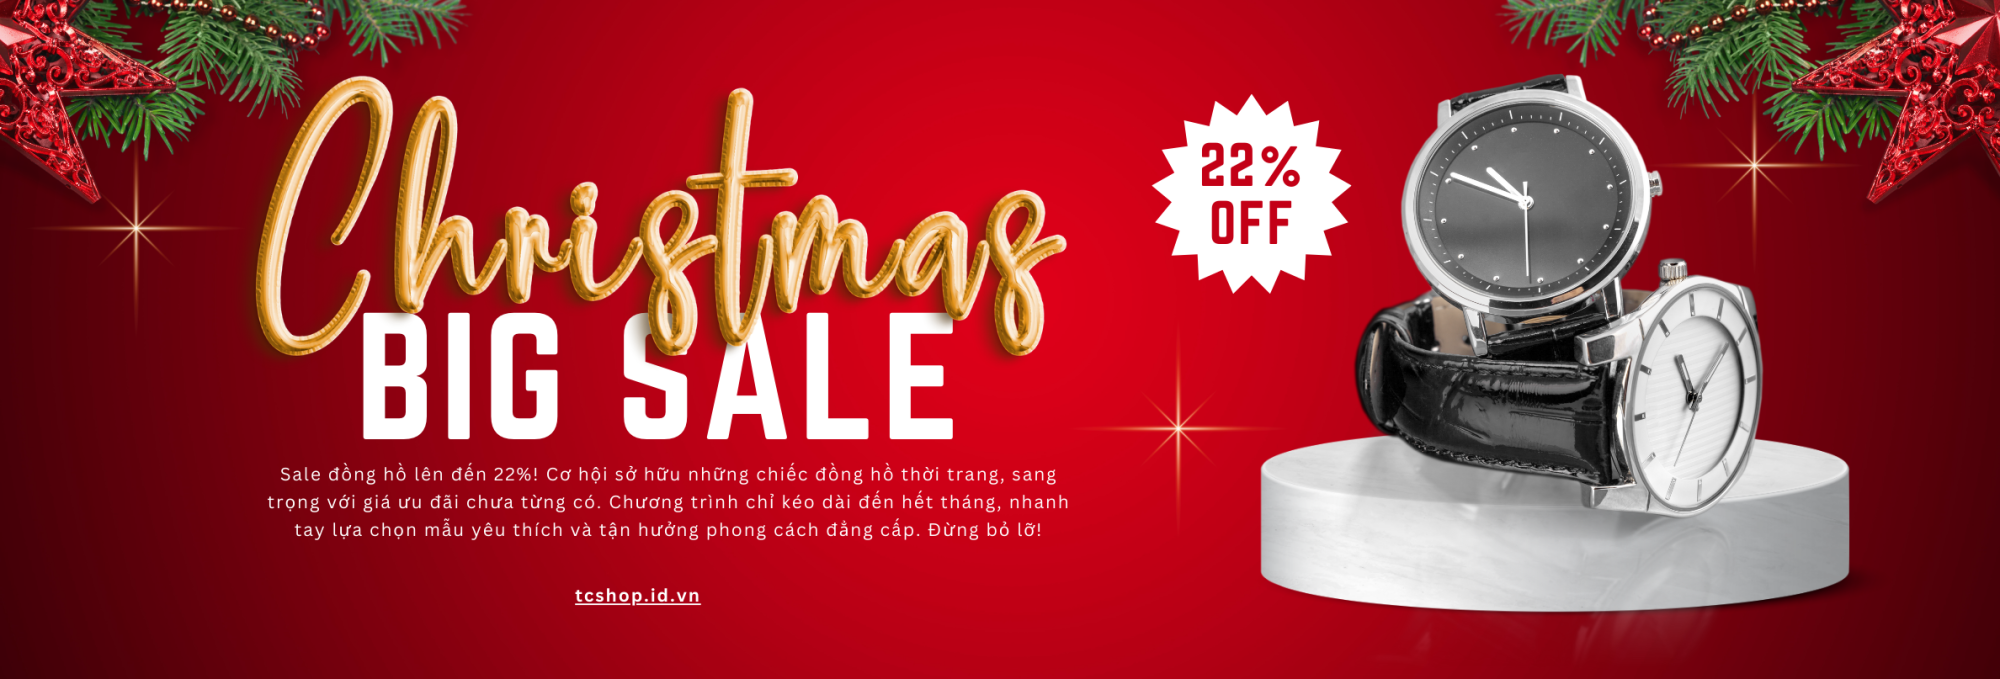 Christmas
BIG SALE
Sale đồng hồ lên đến 22%! Cơ hội sở hữu những chiếc đồng hồ thời trang, sang
trọng với giá ưu đãi chưa từng có. Chương trình chỉ kéo dài đến hết tháng, nhanh
tay lựa chọn mẫu yêu thích và tận hưởng phong cách đẳng cấp. Đừng bỏ lỡ!
tcshop.id.vn
22%
OFF